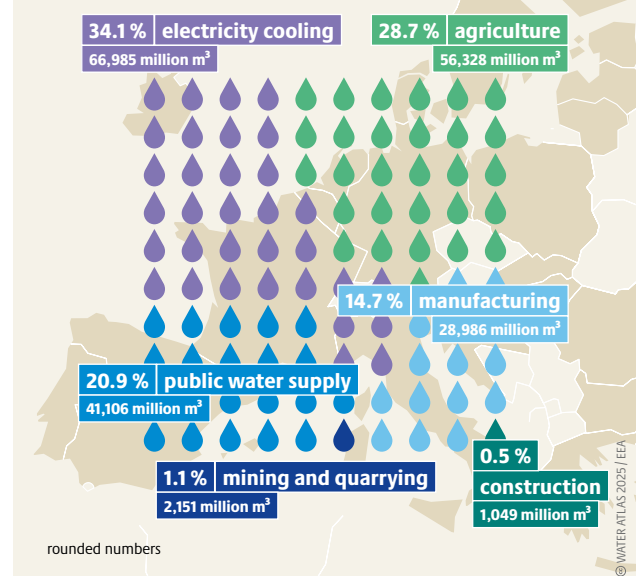 34.1 % electricity cooling
66,985 million m³
28.7 % agriculture
56,328 million m³
14.7 % manufacturing
28,986 million m³
20.9 % public water supply
41,106 million m³
1.1 % mining and quarrying
2,151 million m³
0.5 %
construction
1,049 million m³
rounded numbers
WATER ATLAS 2025 / EEA